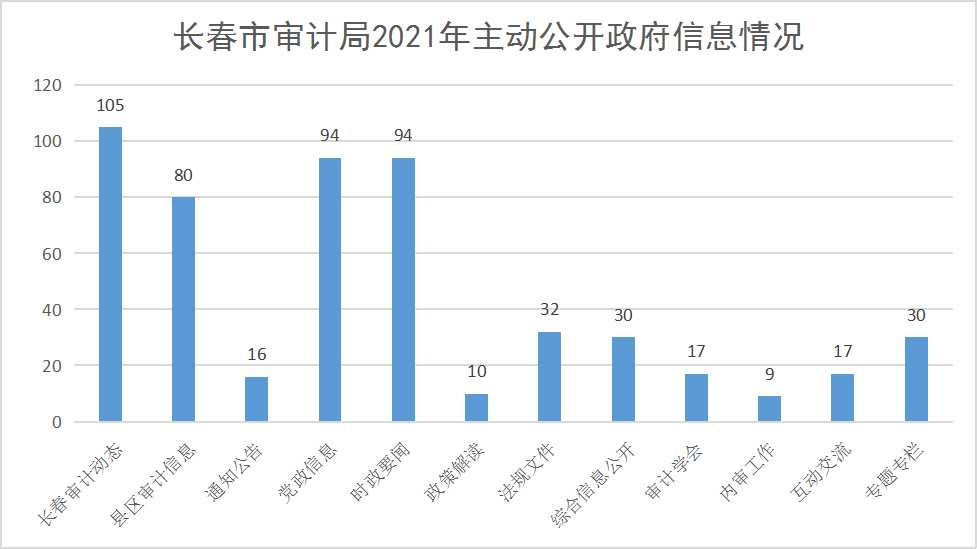 长春市审计局2021年主动公开政府信息情况
120
100
80
60
40
20
0
105
80
16
94
94
10
32
30
17
9
17
30
长春审计动态
县区审计信息
通知公告
党政信息
时政要闻
政策解读
法规文件
综合信息公开
审计学会
内审工作
互动交流
专题专栏